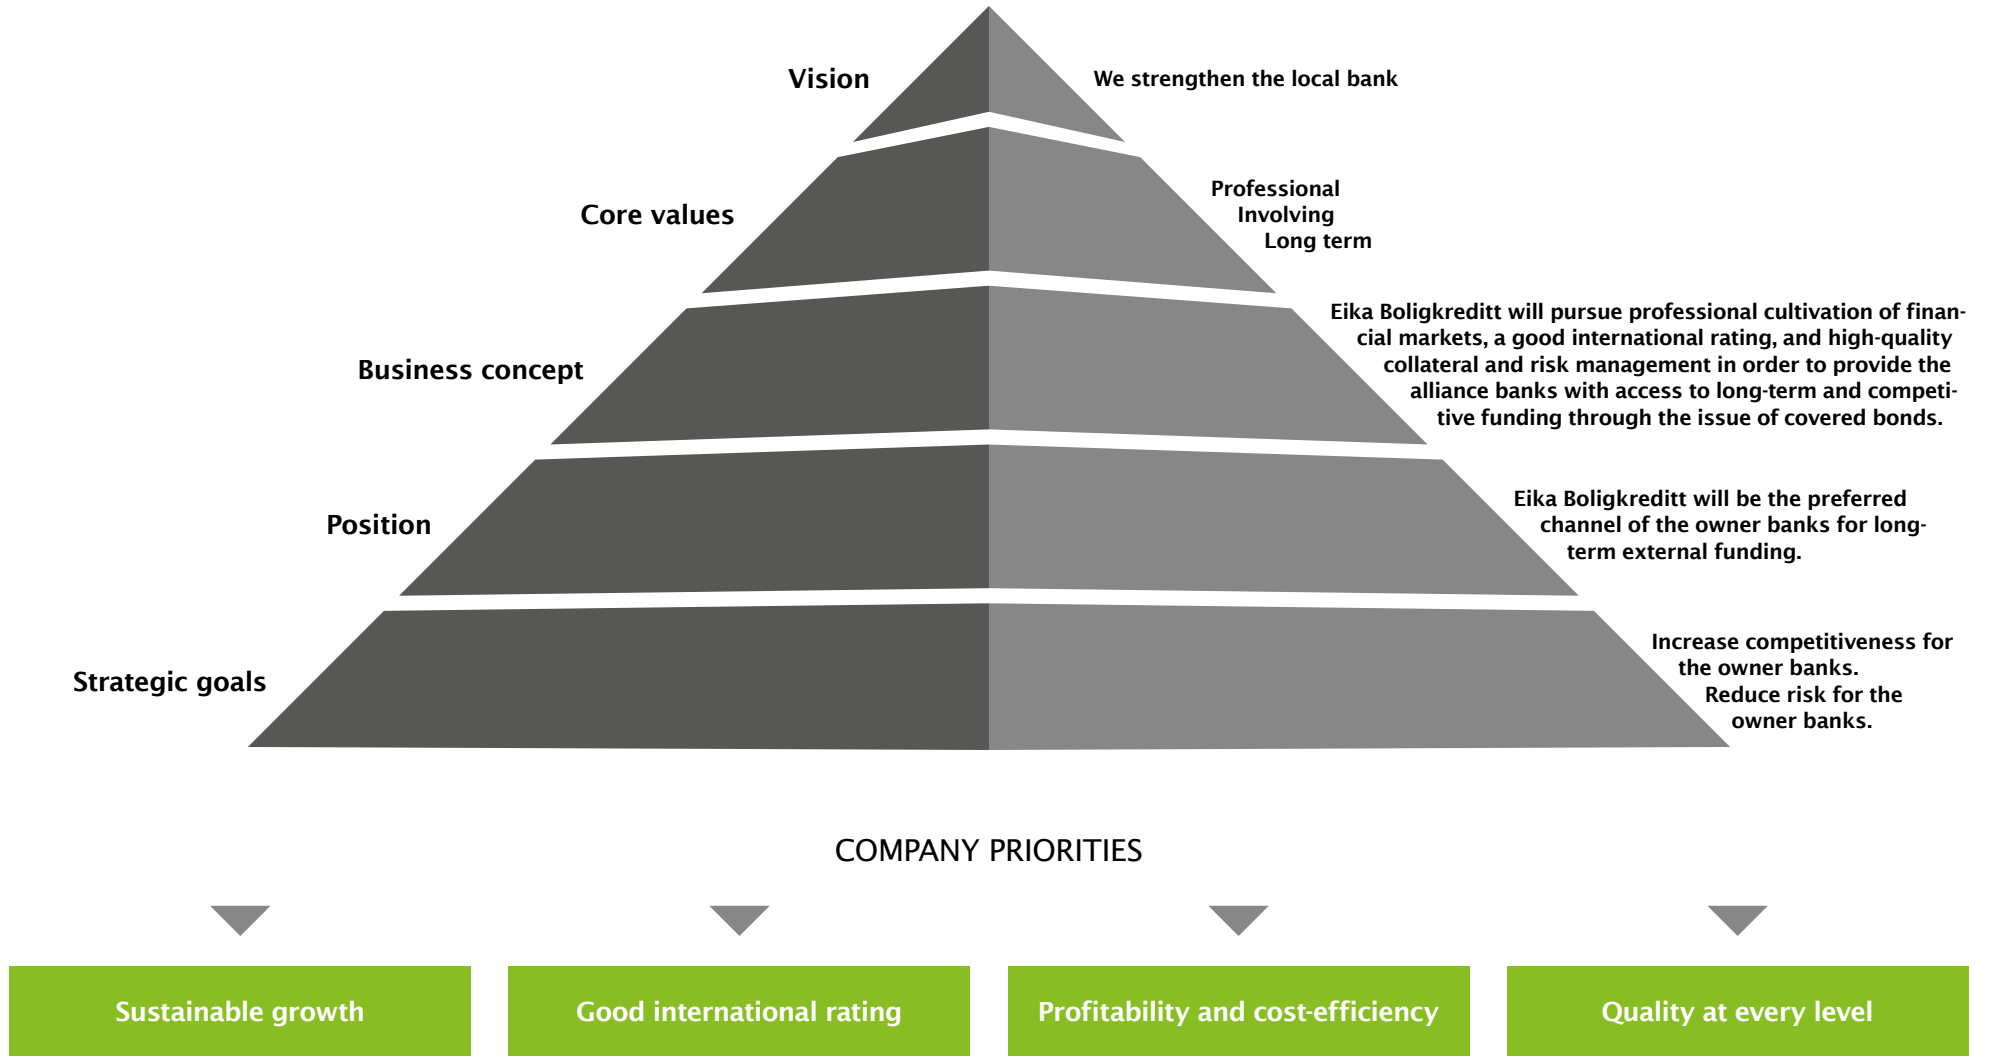 Vision
We strengthen the local bank
Core values
Professional
Involving
Long term
Business concept
Eika Boligkreditt will pursue professional cultivation of finan-
cial markets, a good international rating, and high-quality
collateral and risk management in order to provide the
alliance banks with access to long-term and competi-
tive funding through the issue of covered bonds.
Position
Eika Boligkreditt will be the preferred
channel of the owner banks for long-
term external funding.
Strategic goals
Increase competitiveness for
the owner banks.
Reduce risk for the
owner banks.
COMPANY PRIORITIES
Sustainable growth
Good international rating
Profitability and cost-efficiency
Quality at every level